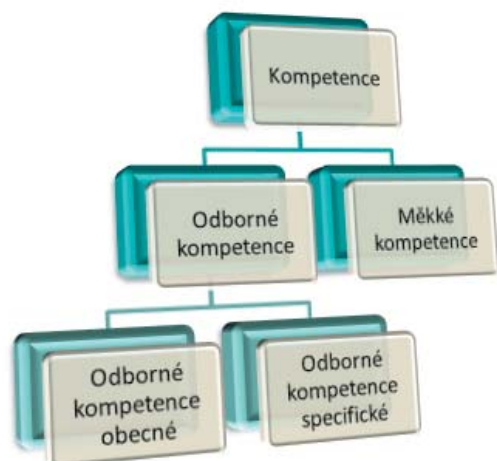 Kompetence
Odborné
kompetence
Měkké
kompetence
Odborné
kompetence
obecné
Odborné
kompetence
specifické